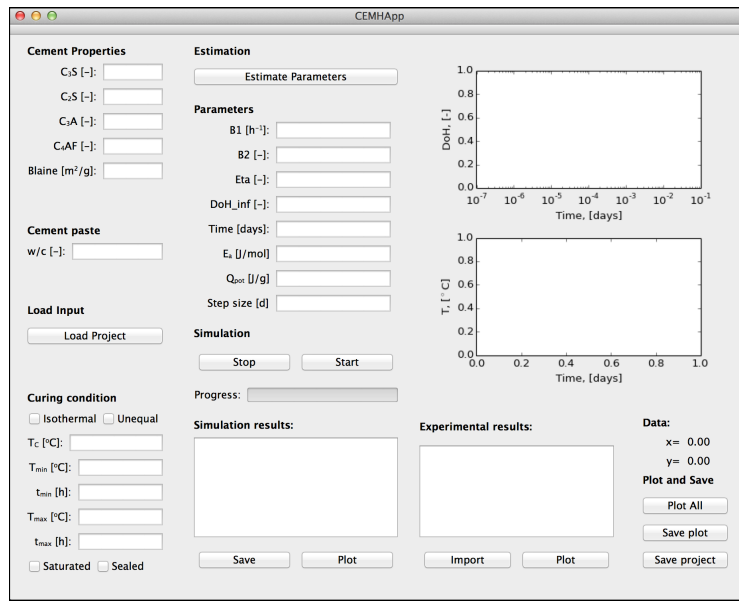 CEMHApp
Cement Properties
C₃S [–]:
C₂S [–]:
C₃A [–]:
C₄AF [–]:
Blaine [m²/g]:
Cement paste
w/c [–]:
Load Input
Load Project
Curing condition
Isothermal Unequal
T_C [ºC]:
T_min [ºC]:
t_min [h]:
T_max [ºC]:
t_max [h]:
Saturated Sealed
Estimation
Estimate Parameters
Parameters
B1 [h⁻¹]:
B2 [–]:
Eta [–]:
DoH_inf [–]:
Time [days]:
Eₐ [J/mol]
Q_pot [J/g]
Step size [d]
Simulation
Stop Start
Progress:
Simulation results:
Save Plot
Experimental results:
Import Plot
1.0
0.8
0.6
0.4
0.2
0.0
DoH, [-]
10⁻⁷ 10⁻⁶ 10⁻⁵ 10⁻⁴ 10⁻³ 10⁻² 10⁻¹
Time, [days]
1.0
0.8
0.6
0.4
0.2
0.0
T, [° C]
0.0 0.2 0.4 0.6 0.8 1.0
Time, [days]
Data:
x= 0.00
y= 0.00
Plot and Save
Plot All
Save plot
Save project